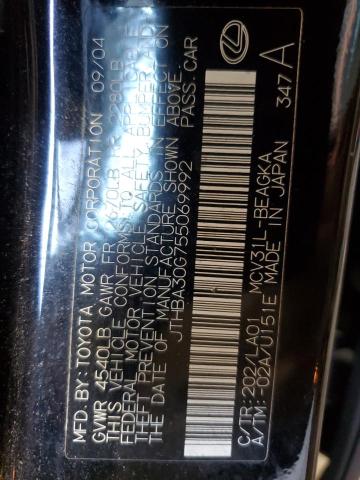 MFD. BY: TOYOTA MOTOR CORPORATION 09/04
GVWR 4540LB GAWR FR 2670LB RR 2280LB
THIS VEHICLE CONFORMS TO ALL APPLICABLE
FEDERAL MOTOR VEHICLE SAFETY, BUMPER, AND
THEFT PREVENTION STANDARDS IN EFFECT ON
THE DATE OF MANUFACTURE SHOWN ABOVE.
JTHBA30G755069792 PASS. CAR
C/TR: 202/LA01 MCV31L-BEAGKA
A/TM: -02A/U151E MADE IN JAPAN 347 A